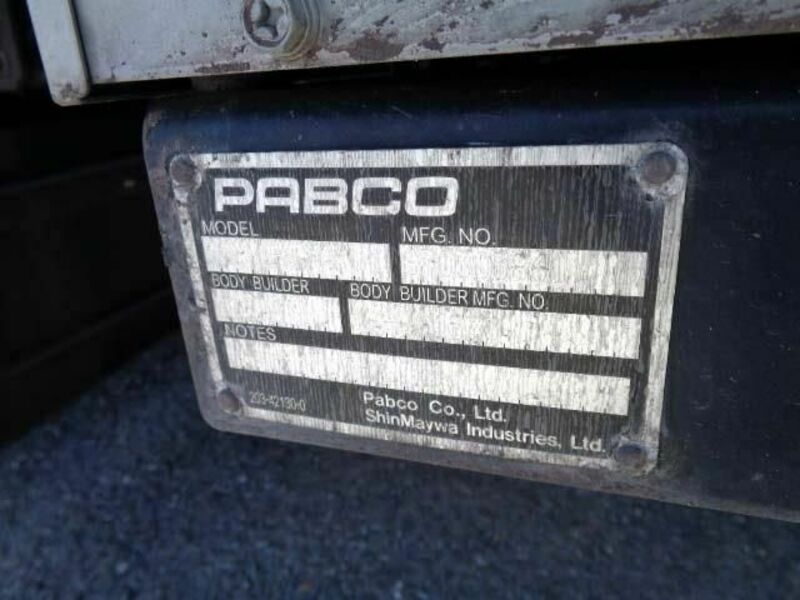 PABCO
MODEL MFG. NO.
BODY BUILDER BODY BUILDER MFG. NO.
NOTES
203-42130-0
Pabco Co., Ltd.
ShinMaywa Industries, Ltd.